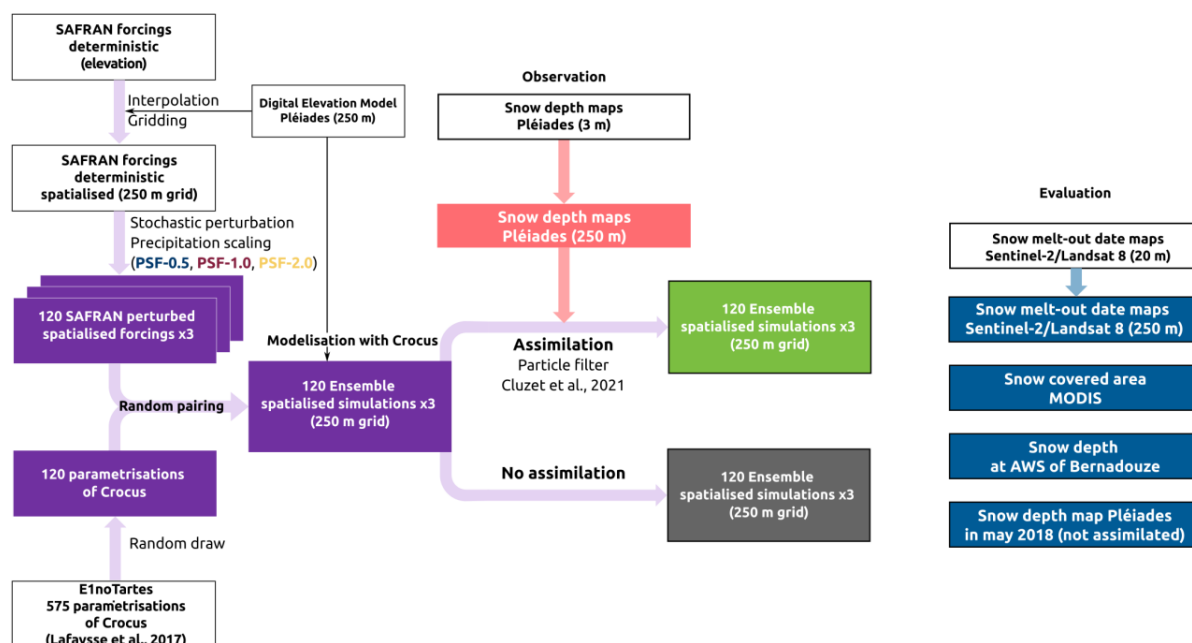 SAFRAN forcings
deterministic
(elevation)
Interpolation
Gridding
Digital Elevation Model
Pléiades (250 m)
SAFRAN forcings
deterministic
spatialised (250 m grid)
Stochastic perturbation
Precipitation scaling
(PSF-0.5, PSF-1.0, PSF-2.0)
120 SAFRAN perturbed
spatialised forcings x3
Random pairing
120 parametrisations
of Crocus
Random draw
E1noTartes
575 parametrisations
of Crocus
(Lafaysse et al., 2017)
Modelisation with Crocus
120 Ensemble
spatialised simulations x3
(250 m grid)
Observation
Snow depth maps
Pléiades (3 m)
Snow depth maps
Pléiades (250 m)
Assimilation
Particle filter
Cluzet et al., 2021
No assimilation
120 Ensemble
spatialised simulations x3
(250 m grid)
120 Ensemble
spatialised simulations x3
(250 m grid)
Evaluation
Snow melt-out date maps
Sentinel-2/Landsat 8 (20 m)
Snow melt-out date maps
Sentinel-2/Landsat 8 (250 m)
Snow covered area
MODIS
Snow depth
at AWS of Bernadouze
Snow depth map Pléiades
in may 2018 (not assimilated)